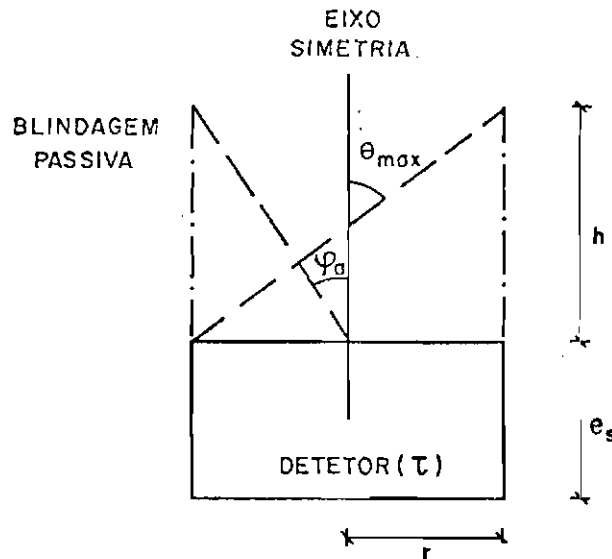 EIXO
SIMETRIA
BLINDAGEM
PASSIVA
θmax
h
φa
es
DETETOR (τ)
r